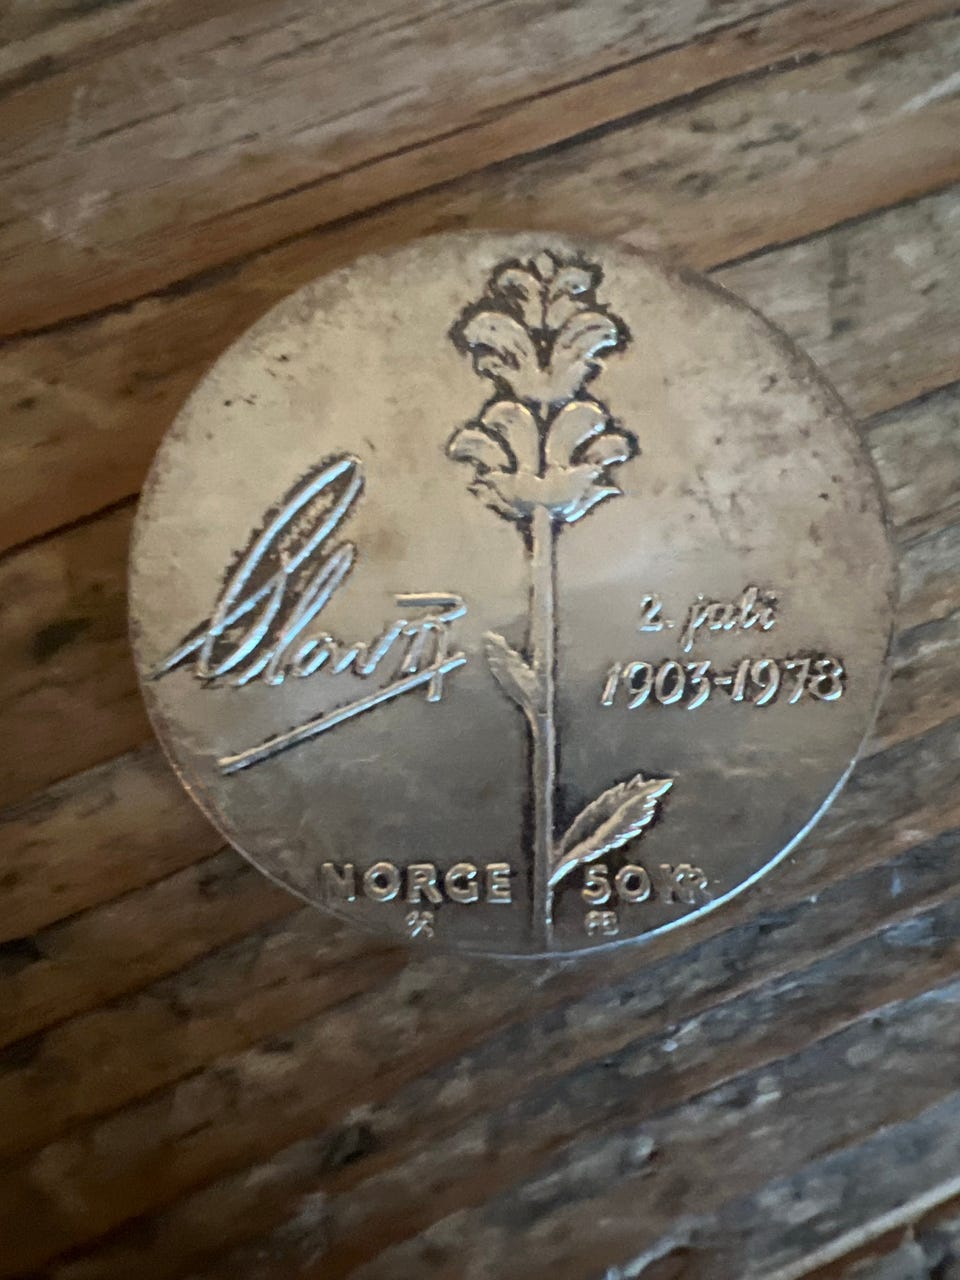 Olav R
2. juli
1903-1978
NORGE 50 KR